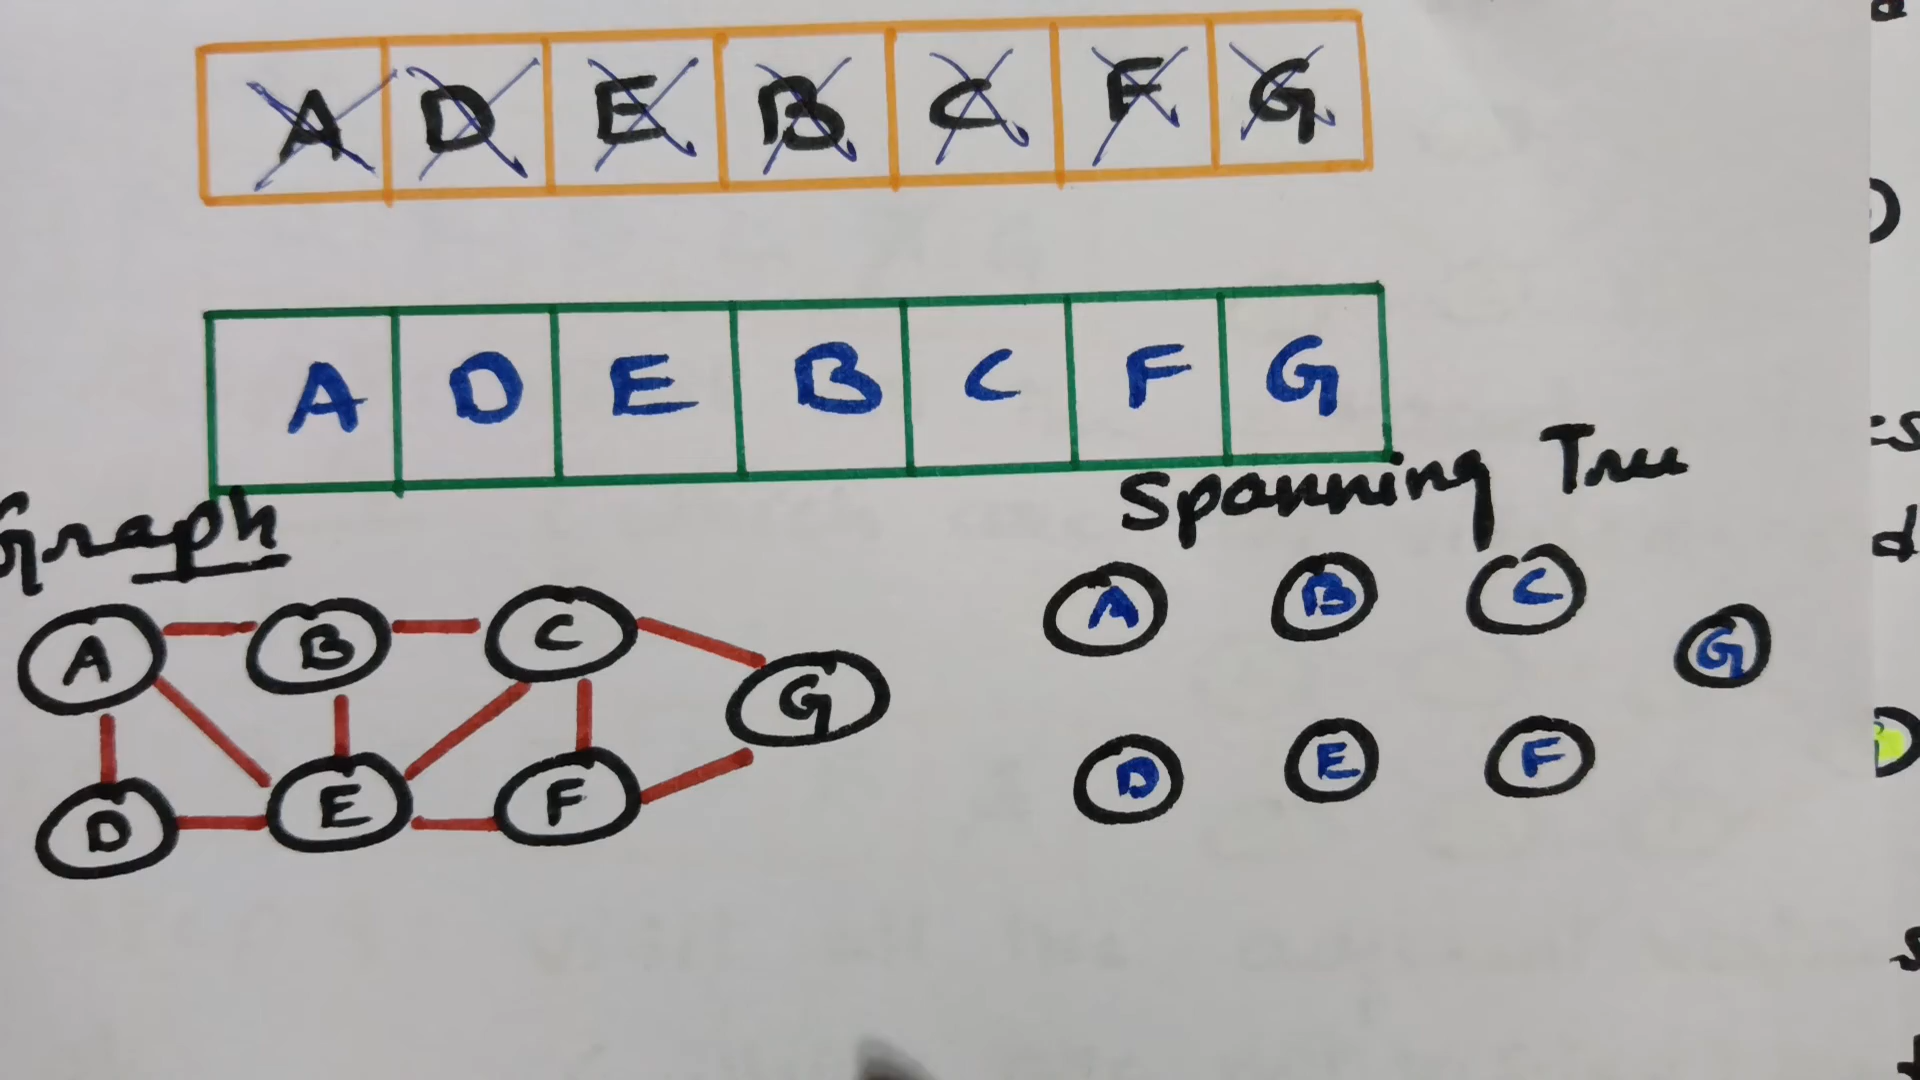 A D E B C F G
A D E B C F G
Graph
Spanning Tree
A B C G
D E F
A B C G
D E F